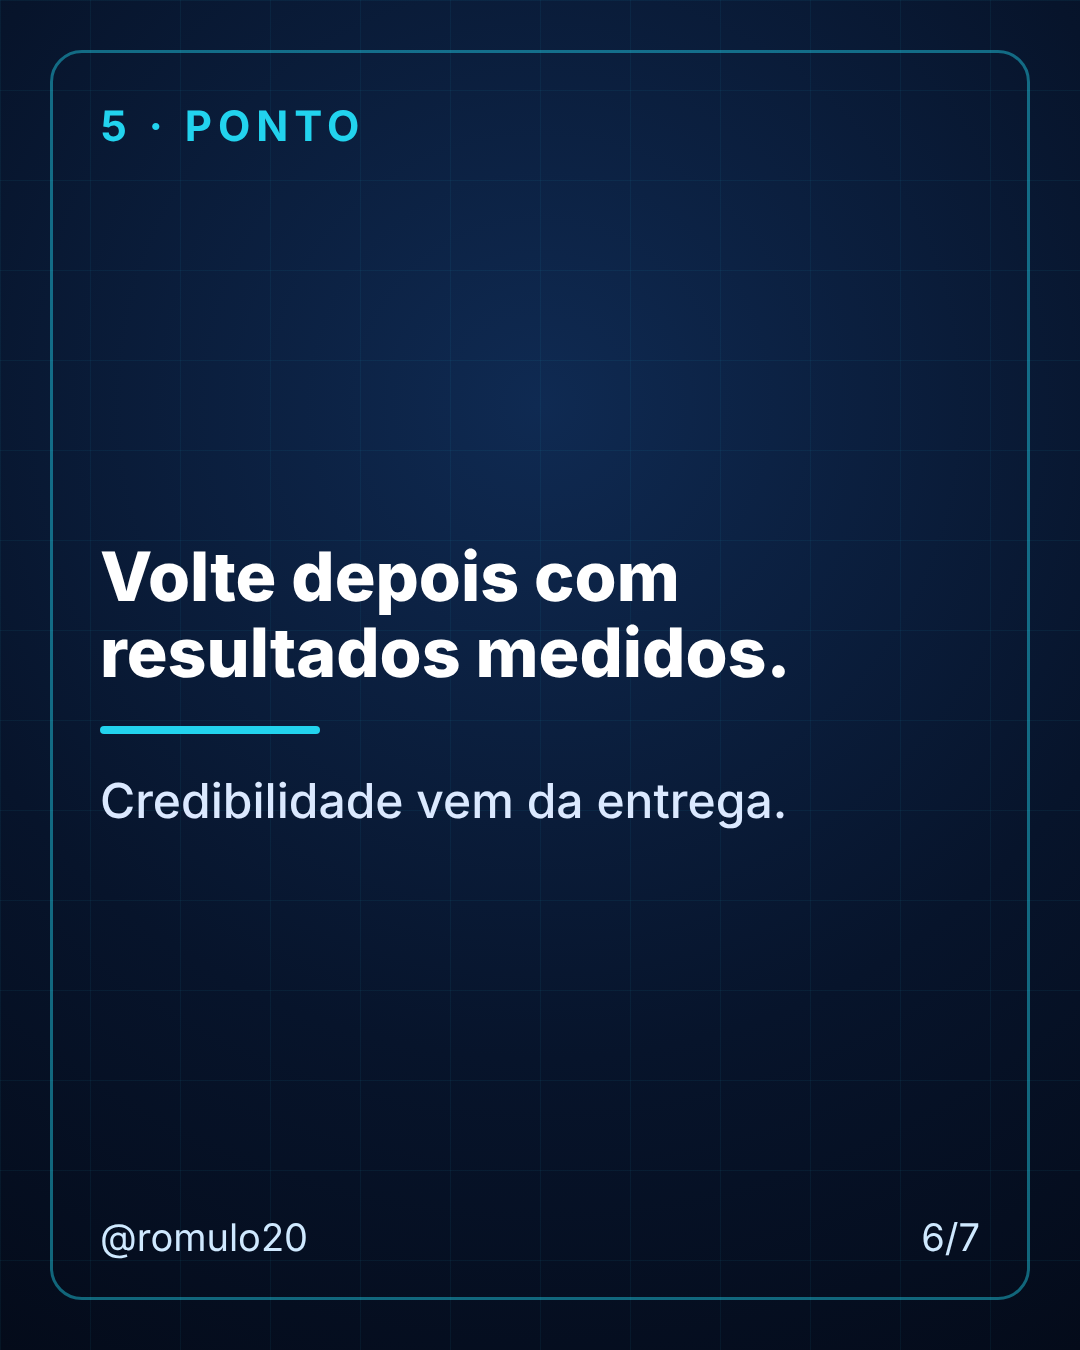 5 · PONTO
Volte depois com
resultados medidos.
Credibilidade vem da entrega.
@romulo20
6/7